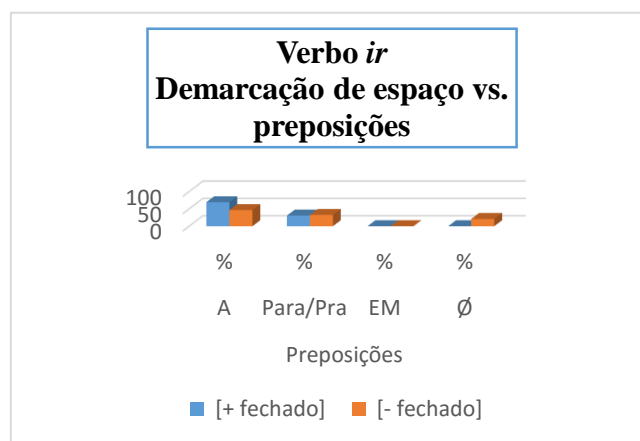 Verbo ir
Demarcação de espaço vs.
preposições
100
50
0
% % % %
A Para/Pra EM Ø
Preposições
[+ fechado] [- fechado]